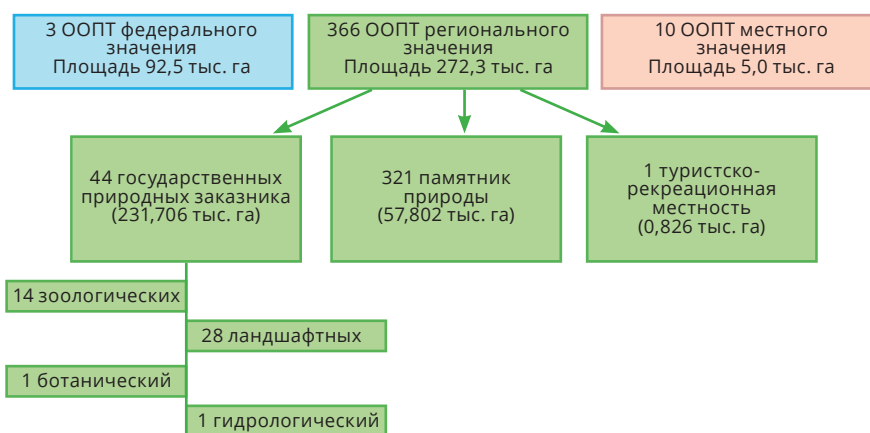 3 ООПТ федерального
значения
Площадь 92,5 тыс. га
366 ООПТ регионального
значения
Площадь 272,3 тыс. га
10 ООПТ местного
значения
Площадь 5,0 тыс. га
44 государственных
природных заказника
(231,706 тыс. га)
321 памятник
природы
(57,802 тыс. га)
1 туристско-
рекреационная
местность
(0,826 тыс. га)
14 зоологических
28 ландшафтных
1 ботанический
1 гидрологический